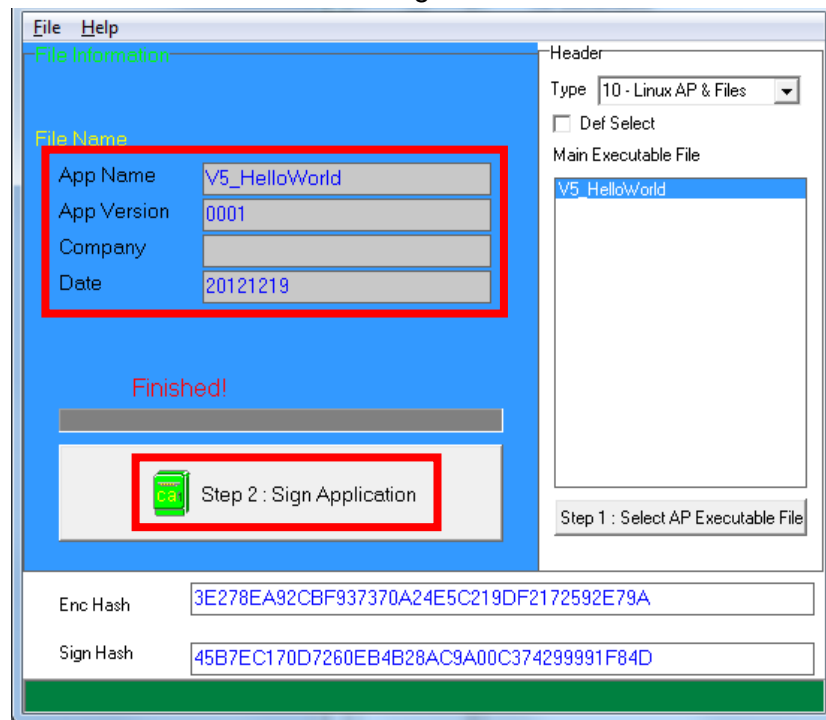 File Help
File Information
Header
Type 10 - Linux AP & Files
Def Select
File Name
Main Executable File
App Name V5_HelloWorld
V5_HelloWorld
App Version 0001
Company
Date 20121219
Finished!
ca
Step 2 : Sign Application
Step 1 : Select AP Executable File
Enc Hash 3E278EA92CBF937370A24E5C219DF2172592E79A
Sign Hash 45B7EC170D7260EB4B28AC9A00C374299991F84D